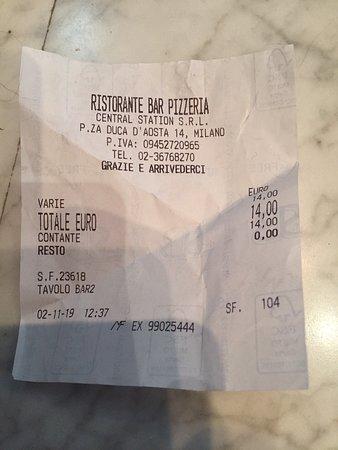 RISTORANTE BAR PIZZERIA
CENTRAL STATION S.R.L.
P.ZA DUCA D'AOSTA 14, MILANO
P.IVA: 09452720965
TEL. 02-36768270
GRAZIE E ARRIVEDERCI
EURO
VARIE 14,00
TOTALE EURO 14,00
CONTANTE 14,00
RESTO 0,00
S.F.23618
TAVOLO BAR2
02-11-19 12:37 SF. 104
MF EX 99025444